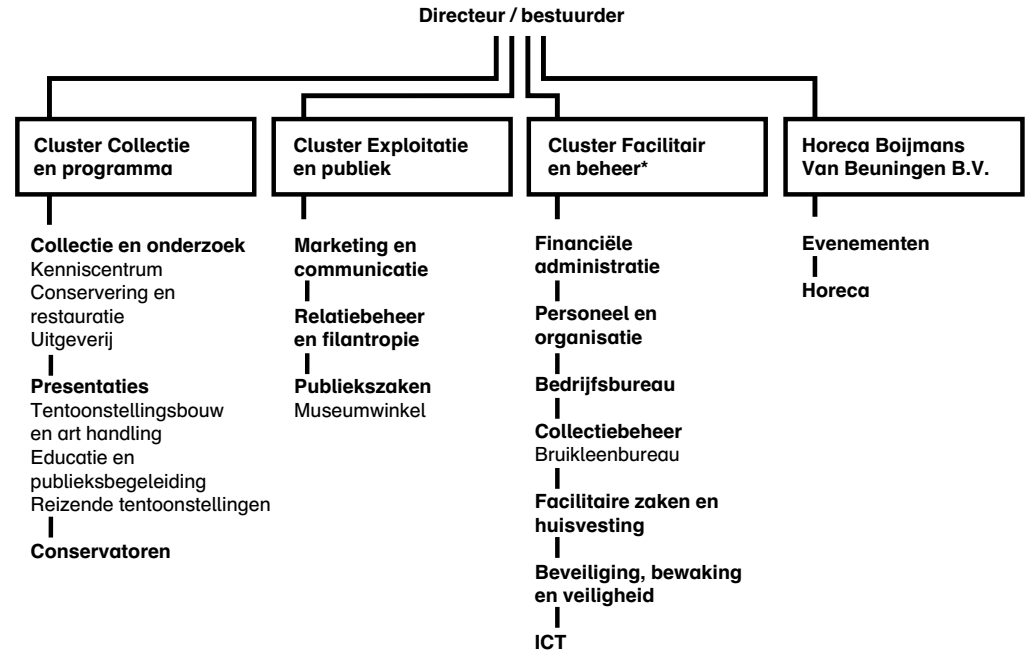 Directeur / bestuurder
Cluster Collectie
en programma
Collectie en onderzoek
Kenniscentrum
Conservering en
restauratie
Uitgeverij
Presentaties
Tentoonstellingsbouw
en art handling
Educatie en
publieksbegeleiding
Reizende tentoonstellingen
Conservatoren
Cluster Exploitatie
en publiek
Marketing en
communicatie
Relatiebeheer
en filantropie
Publiekszaken
Museumwinkel
Cluster Facilitair
en beheer*
Financiële
administratie
Personeel en
organisatie
Bedrijfsbureau
Collectiebeheer
Bruikleenbureau
Facilitaire zaken en
huisvesting
Beveiliging, bewaking
en veiligheid
ICT
Horeca Boijmans
Van Beuningen B.V.
Evenementen
Horeca